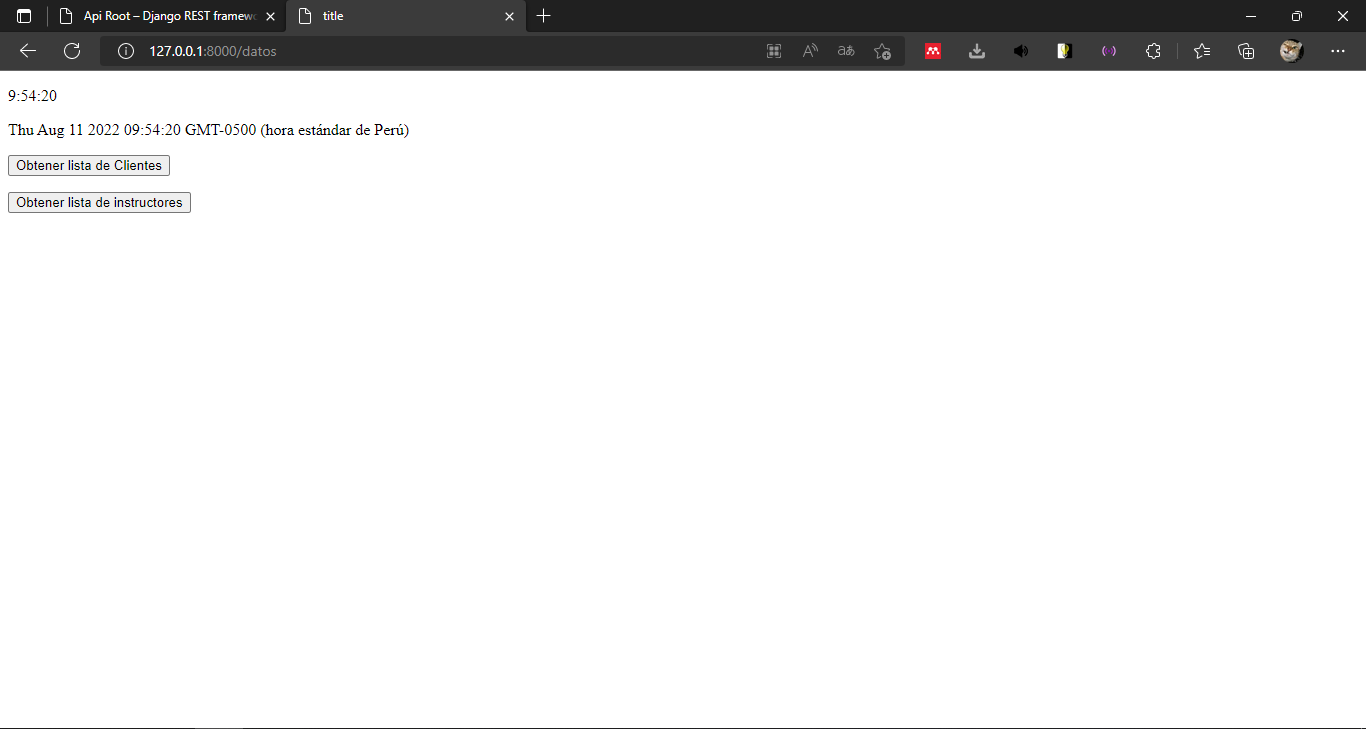 Api Root – Django REST framewo
title
127.0.0.1:8000/datos
9:54:20
Thu Aug 11 2022 09:54:20 GMT-0500 (hora estándar de Perú)
Obtener lista de Clientes
Obtener lista de instructores